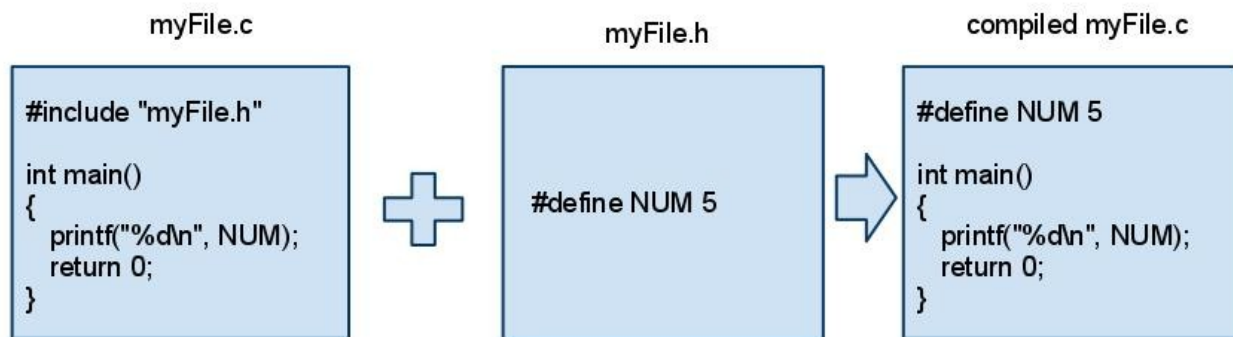 myFile.c
#include "myFile.h"
int main()
{
printf("%d\n", NUM);
return 0;
}
myFile.h
#define NUM 5
compiled myFile.c
#define NUM 5
int main()
{
printf("%d\n", NUM);
return 0;
}